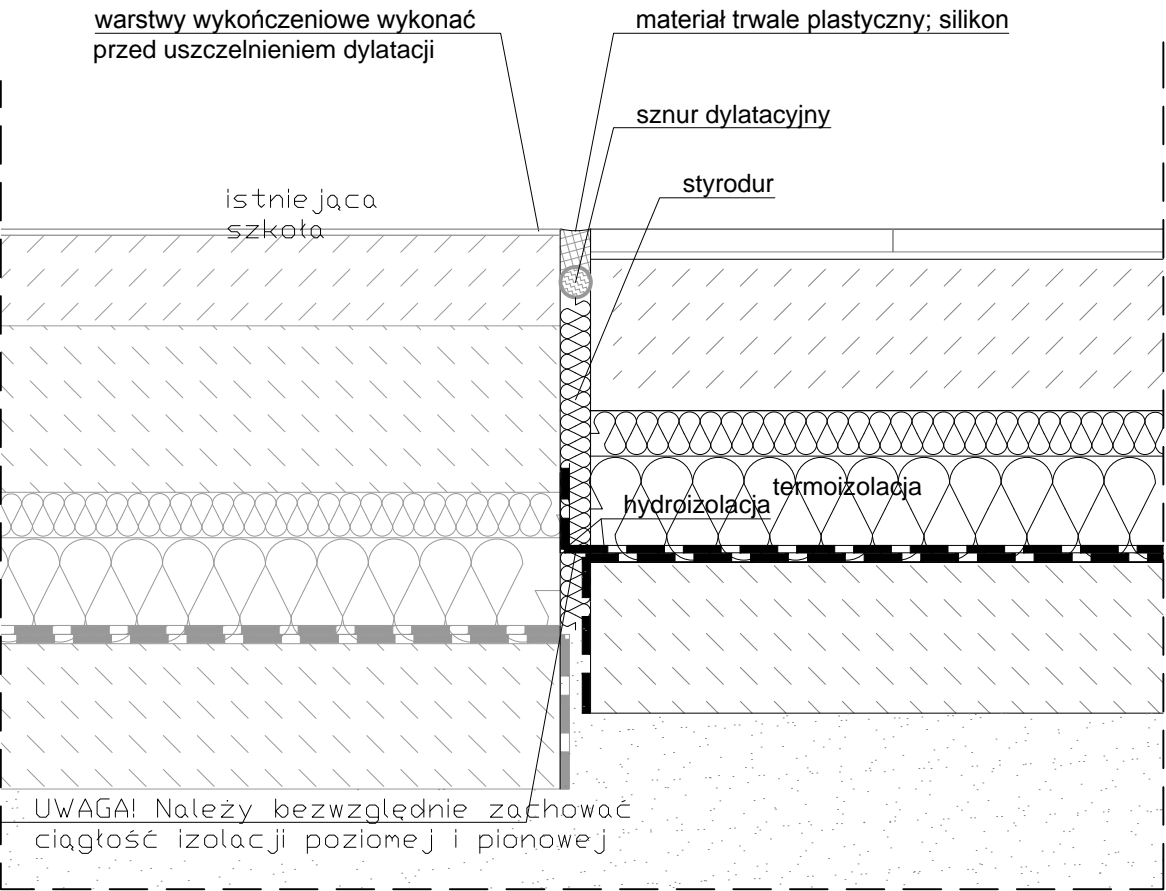 warstwy wykończeniowe wykonać
przed uszczelnieniem dylatacji
materiał trwale plastyczny; silikon
sznur dylatacyjny
styrodur
istniejąca
szkoła
termoizolacja
hydroizolacja
UWAGA! Należy bezwzględnie zachować
ciągłość izolacji poziomej i pionowej